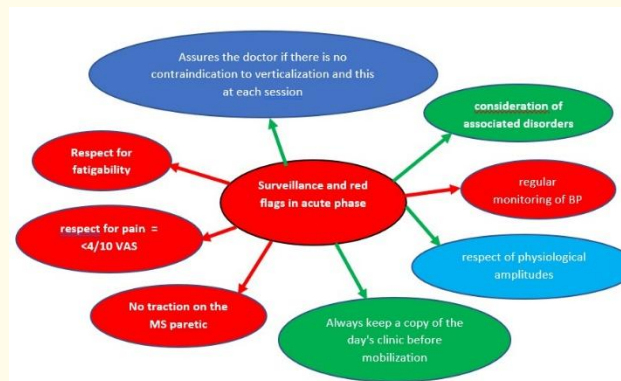 Assures the doctor if there is no
contraindication to verticalization and this
at each session
consideration of
associated disorders
Respect for
fatigability
Surveillance and red
flags in acute phase
regular
monitoring of BP
respect for pain =
<4/10 VAS
respect of physiological
amplitudes
No traction on the
MS paretic
Always keep a copy of the
day's clinic before
mobilization